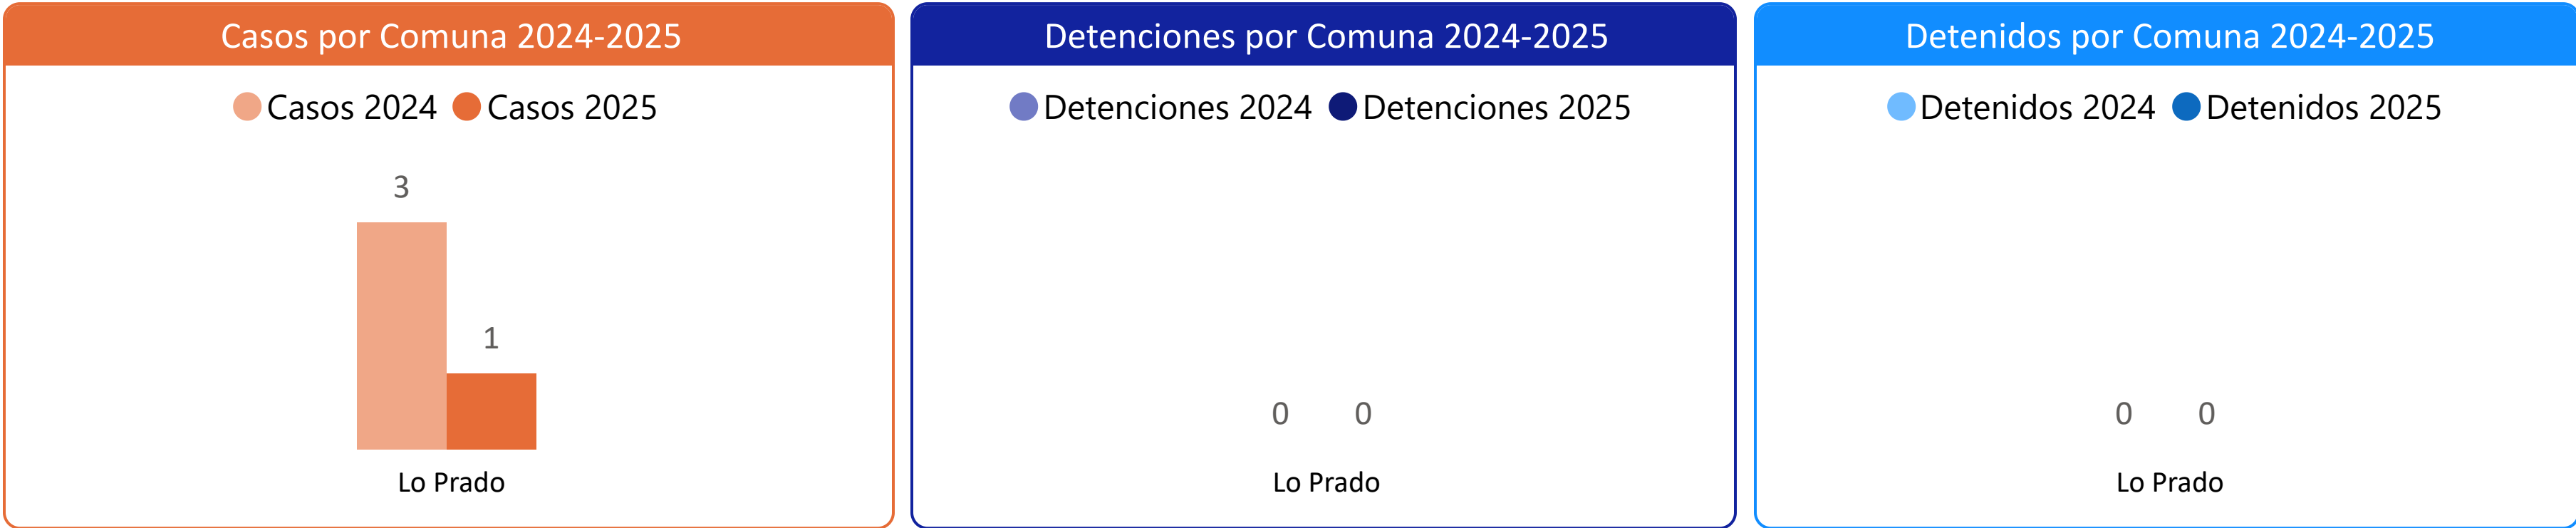 Casos por Comuna 2024-2025
Casos 2024 Casos 2025
3
1
Lo Prado
Detenciones por Comuna 2024-2025
Detenciones 2024 Detenciones 2025
0 0
Lo Prado
Detenidos por Comuna 2024-2025
Detenidos 2024 Detenidos 2025
0 0
Lo Prado